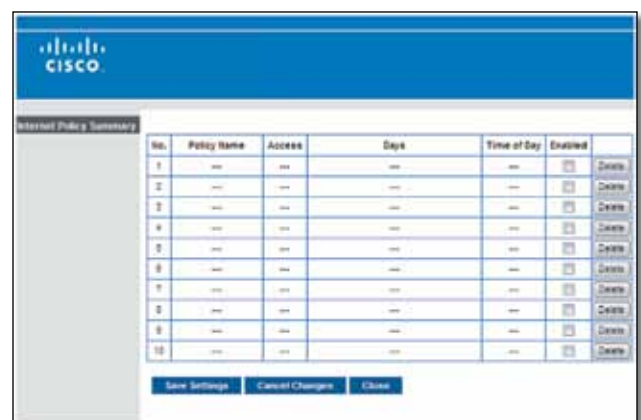 CISCO
Internet Policy Summary
No. Policy Name Access Days Time of Day Enabled
1 --- --- --- --- Delete
2 --- --- --- --- Delete
3 --- --- --- --- Delete
4 --- --- --- --- Delete
5 --- --- --- --- Delete
6 --- --- --- --- Delete
7 --- --- --- --- Delete
8 --- --- --- --- Delete
9 --- --- --- --- Delete
10 --- --- --- --- Delete
Save Settings Cancel Changes Close